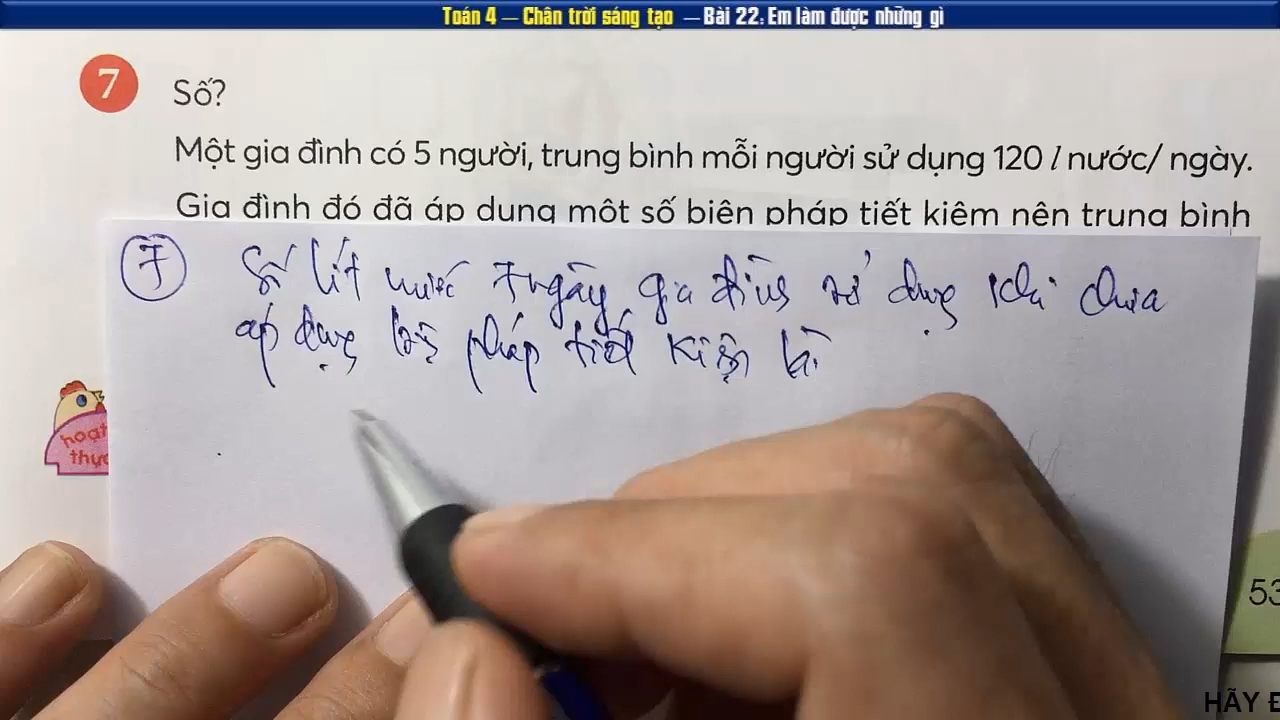 Toán 4 – Chân trời sáng tạo – Bài 22: Em làm được những gì
7 Số?
Một gia đình có 5 người, trung bình mỗi người sử dụng 120 l nước/ ngày.
Gia đình đó đã áp dụng một số biện pháp tiết kiệm nên trung bình
7 Số lít nước 7 ngày gia đình sử dụng khi chưa
áp dụng biện pháp tiết kiệm là
hoạt
thực
53
HÃY